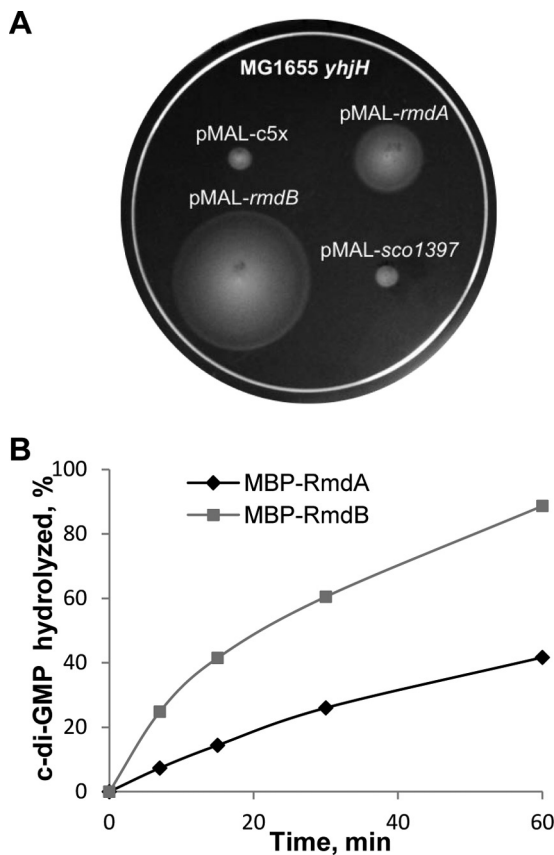 A
MG1655 yhjH
pMAL-rmdA
pMAL-c5x
pMAL-rmdB
pMAL-sco1397
B
100
80
60
40
20
0
c-di-GMP hydrolyzed, %
MBP-RmdA
MBP-RmdB
0 20 40 60
Time, min